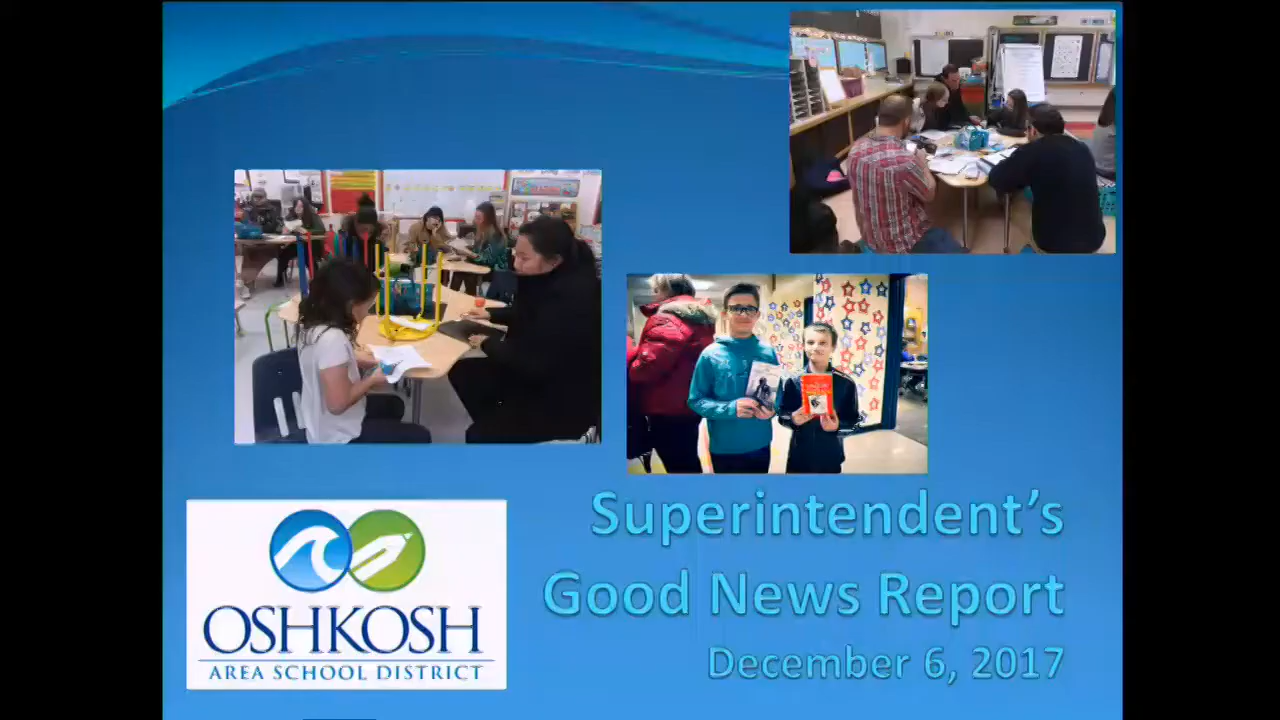 Superintendent's
Good News Report
December 6, 2017
OSHKOSH
AREA SCHOOL DISTRICT